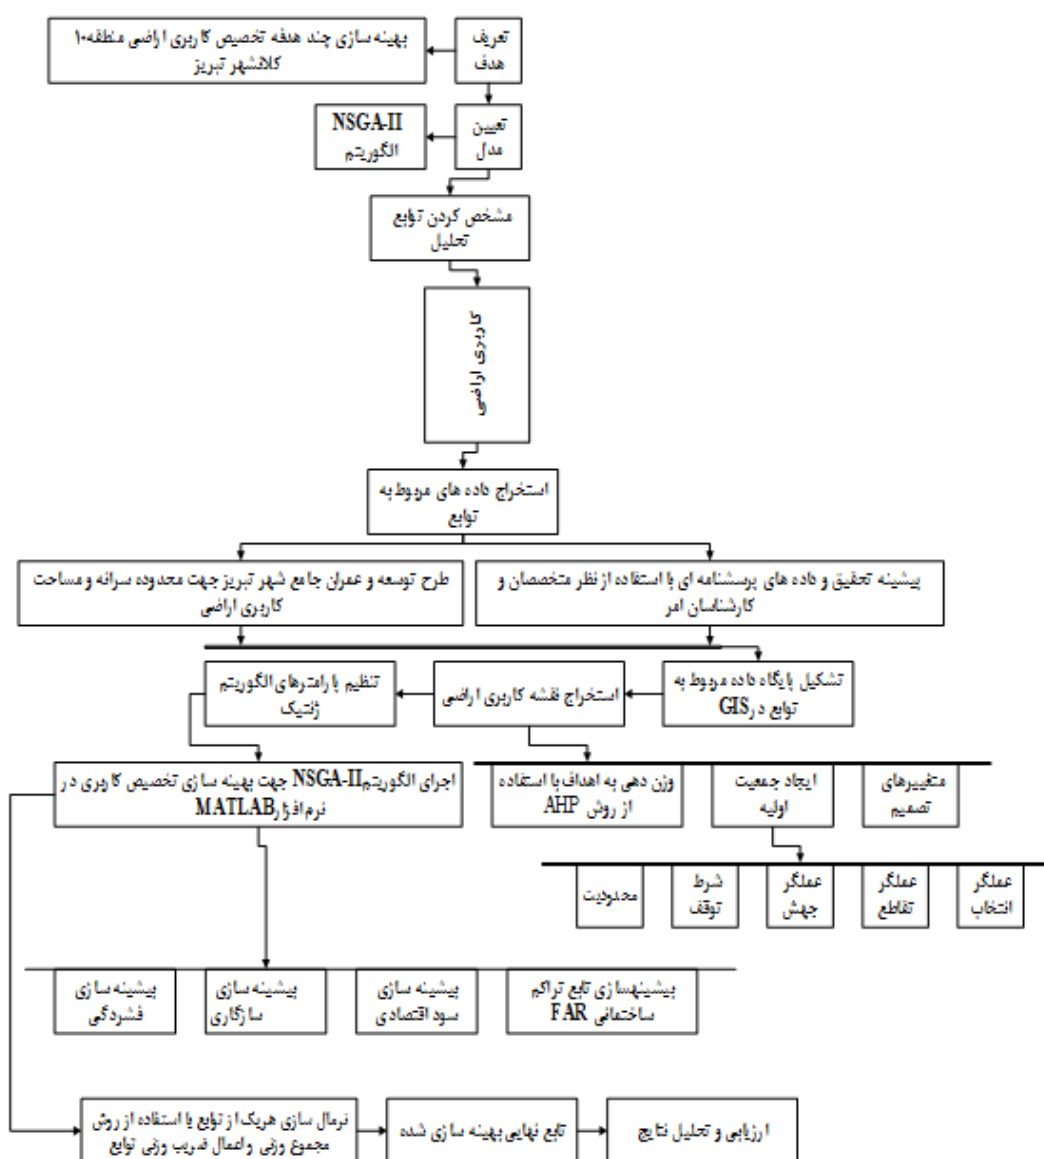 تعریف
هدف
بهینه سازی چند هدفه تخصیص کاربری اراضی منطقه۱۰
کلانشهر تبریز
تعیین
مدل
NSGA-II
الگوریتم
مشخص کردن توابع
تحلیل
کاربری اراضی
استخراج داده های مربوط به
توابع
پیشینه تحقیق و داده های پرسشنامه ای با استفاده از نظر متخصصان و
کارشناسان امر
طرح توسعه و عمران جامع شهر تبریز جهت محدوده سرانه و مساحت
کاربری اراضی
تشکیل پایگاه داده مربوط به
توابع در GIS
استخراج نقشه کاربری اراضی
تنظیم پارامترهای الگوریتم
ژنتیک
اجرای الگوریتم NSGA-II جهت بهینه سازی تخصیص کاربری در
نرم افزار MATLAB
متغییرهای
تصمیم
ایجاد جمعیت
اولیه
وزن دهی به اهداف با استفاده
از روش AHP
عملگر
انتخاب
عملگر
تقاطع
عملگر
جهش
شرط
توقف
محدودیت
بیشینهسازی تابع تراکم
ساختمانی FAR
بیشینه سازی
سود اقتصادی
بیشینه سازی
سازگاری
بیشینه سازی
فشردگی
نرمال سازی هریک از توابع با استفاده از روش
مجموع وزنی و اعمال ضریب وزنی توابع
تابع نهایی بهینه سازی شده
ارزیابی و تحلیل نتایج